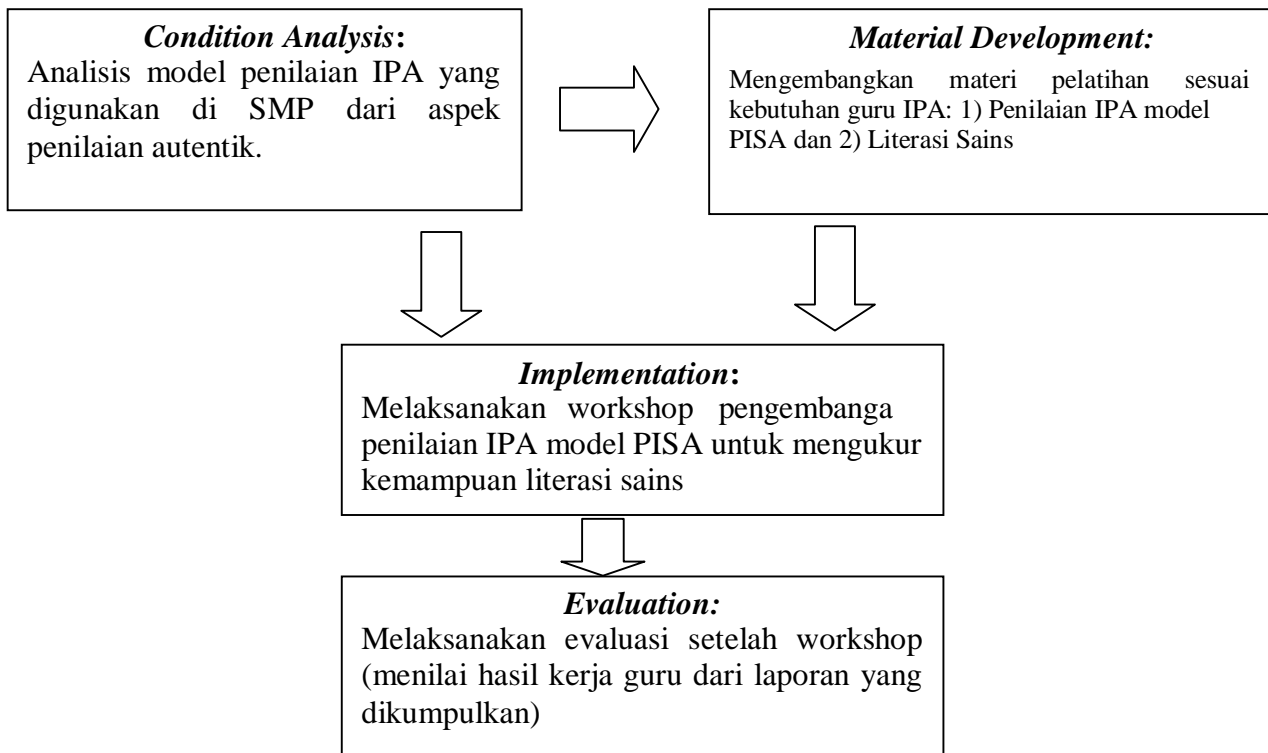 Condition Analysis:
Analisis model penilaian IPA yang
digunakan di SMP dari aspek
penilaian autentik.
Material Development:
Mengembangkan materi pelatihan sesuai
kebutuhan guru IPA: 1) Penilaian IPA model
PISA dan 2) Literasi Sains
Implementation:
Melaksanakan workshop pengembanga
penilaian IPA model PISA untuk mengukur
kemampuan literasi sains
Evaluation:
Melaksanakan evaluasi setelah workshop
(menilai hasil kerja guru dari laporan yang
dikumpulkan)